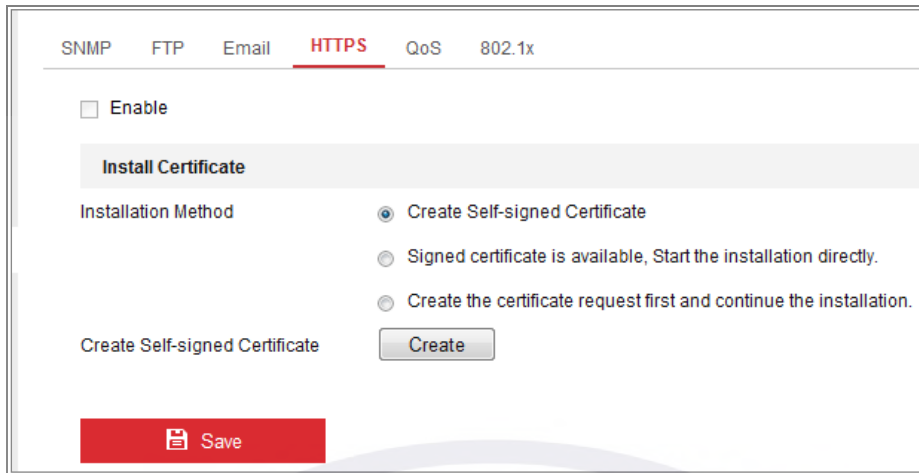 SNMP FTP Email HTTPS QoS 802.1x
Enable
Install Certificate
Installation Method Create Self-signed Certificate
Signed certificate is available, Start the installation directly.
Create the certificate request first and continue the installation.
Create Self-signed Certificate Create
Save